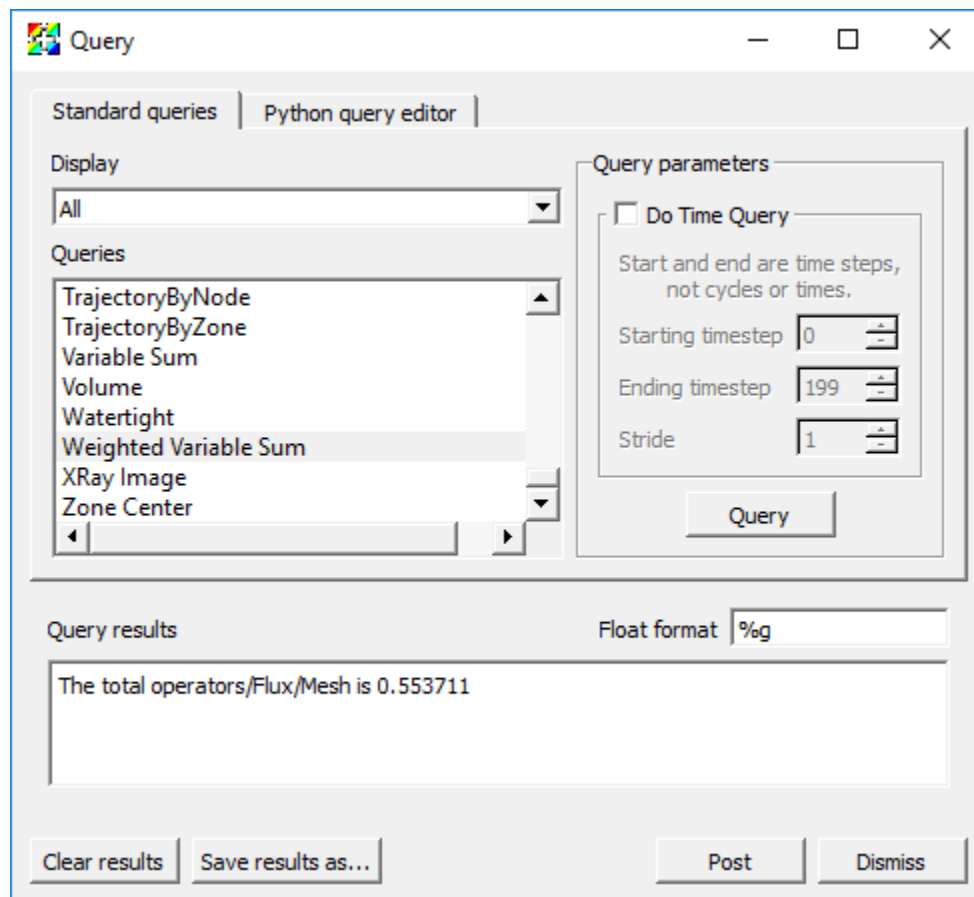 Query
Standard queries
Python query editor
Display
All
Queries
TrajectoryByNode
TrajectoryByZone
Variable Sum
Volume
Watertight
Weighted Variable Sum
XRay Image
Zone Center
Query parameters
Do Time Query
Start and end are time steps,
not cycles or times.
Starting timestep 0
Ending timestep 199
Stride 1
Query
Query results
Float format %g
The total operators/Flux/Mesh is 0.553711
Clear results
Save results as...
Post
Dismiss